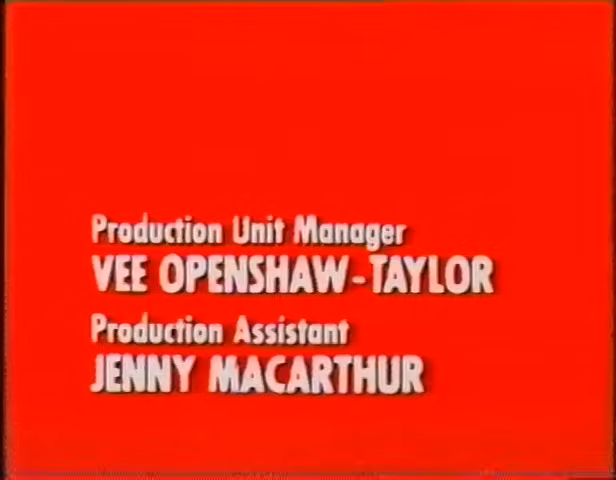 Production Unit Manager
VEE OPENSHAW-TAYLOR
Production Assistant
JENNY MACARTHUR